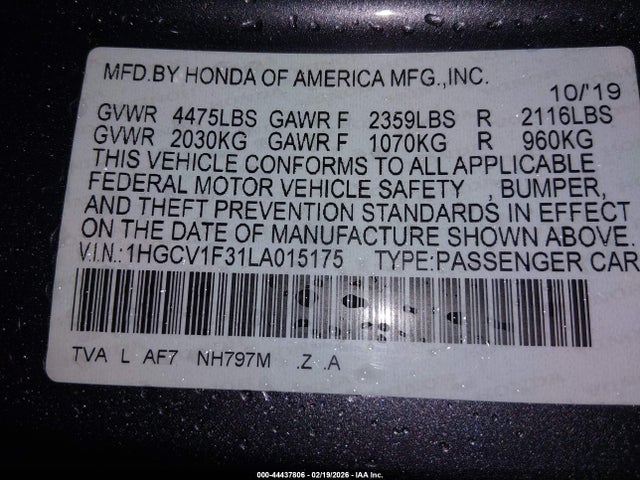 MFD.BY HONDA OF AMERICA MFG.,INC.
10/'19
GVWR 4475LBS GAWR F 2359LBS R 2116LBS
GVWR 2030KG GAWR F 1070KG R 960KG
THIS VEHICLE CONFORMS TO ALL APPLICABLE
FEDERAL MOTOR VEHICLE SAFETY , BUMPER,
AND THEFT PREVENTION STANDARDS IN EFFECT
ON THE DATE OF MANUFACTURE SHOWN ABOVE.
V.I.N.:1HGCV1F31LA015175 TYPE:PASSENGER CAR
TVA L AF7 NH797M .Z .A
000-44437806 - 02/19/2026 - IAA Inc.